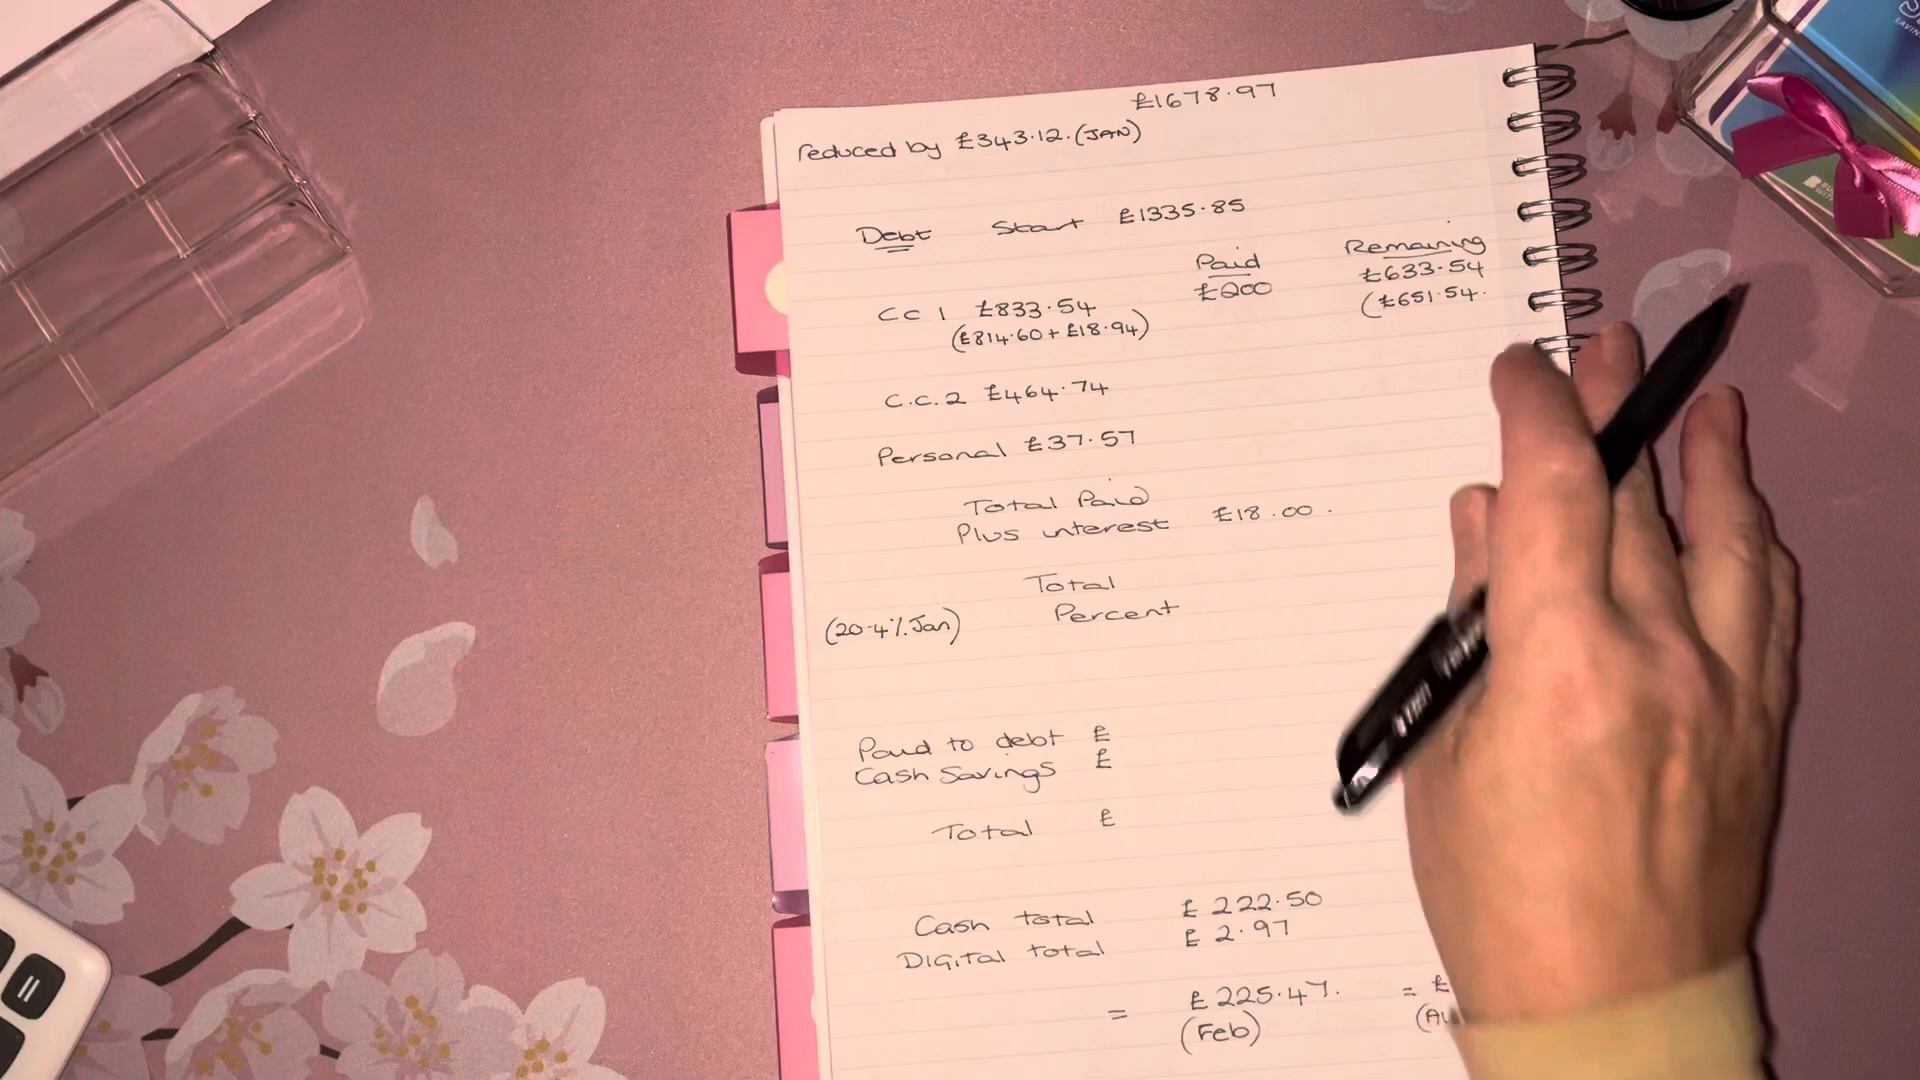 £1678.97
reduced by £343.12.(JAN)
Debt Start £1335.85
Paid Remaining
CC 1 £833.54 £200 £633.54
(£814.60 + £18.94) (£651.54.
C.C.2 £464.74
Personal £37.57
Total Paid
Plus interest £18.00.
Total
(20.4% Jan) Percent
Paid to debt £
Cash Savings £
Total £
Cash total £ 222.50
Digital total £ 2.97
= £ 225.47. = £
(Feb)